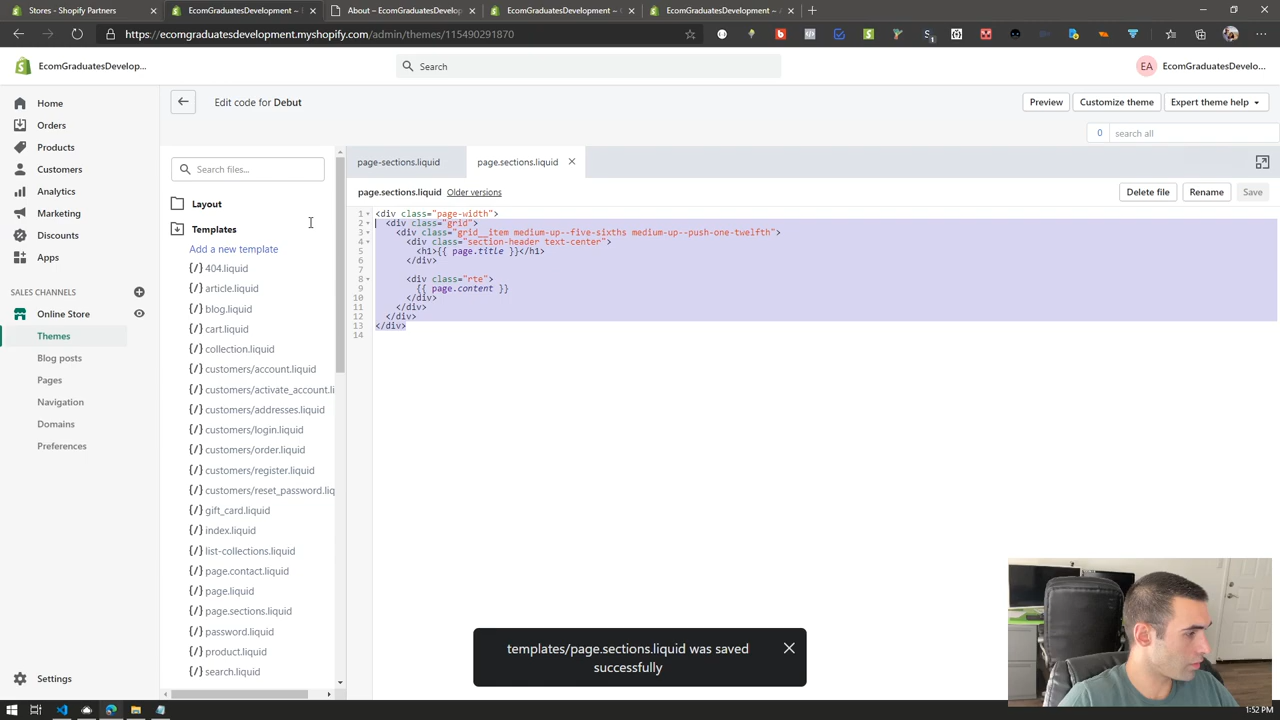 Stores - Shopify Partners
EcomGraduatesDevelopment ~
About – EcomGraduatesDevelop
EcomGraduatesDevelopment ~ C
EcomGraduatesDevelopment ~
https://ecomgraduatesdevelopment.myshopify.com/admin/themes/115490291870
EcomGraduatesDevelop...
Search
EA
EcomGraduatesDevelo...
Home
Orders
Products
Customers
Analytics
Marketing
Discounts
Apps
SALES CHANNELS
Online Store
Themes
Blog posts
Pages
Navigation
Domains
Preferences
Settings
Edit code for Debut
Preview
Customize theme
Expert theme help
0
search all
Search files...
Layout
Templates
Add a new template
{/} 404.liquid
{/} article.liquid
{/} blog.liquid
{/} cart.liquid
{/} collection.liquid
{/} customers/account.liquid
{/} customers/activate_account.li
{/} customers/addresses.liquid
{/} customers/login.liquid
{/} customers/order.liquid
{/} customers/register.liquid
{/} customers/reset_password.liq
{/} gift_card.liquid
{/} index.liquid
{/} list-collections.liquid
{/} page.contact.liquid
{/} page.liquid
{/} page.sections.liquid
{/} password.liquid
{/} product.liquid
{/} search.liquid
page-sections.liquid
page.sections.liquid
page.sections.liquid Older versions
Delete file
Rename
Save
1 <div class="page-width">
2 <div class="grid">
3 <div class="grid__item medium-up--five-sixths medium-up--push-one-twelfth">
4 <div class="section-header text-center">
5 <h1>{{ page.title }}</h1>
6 </div>
7
8 <div class="rte">
9 {{ page.content }}
10 </div>
11 </div>
12 </div>
13 </div>
14
templates/page.sections.liquid was saved
successfully
1:52 PM